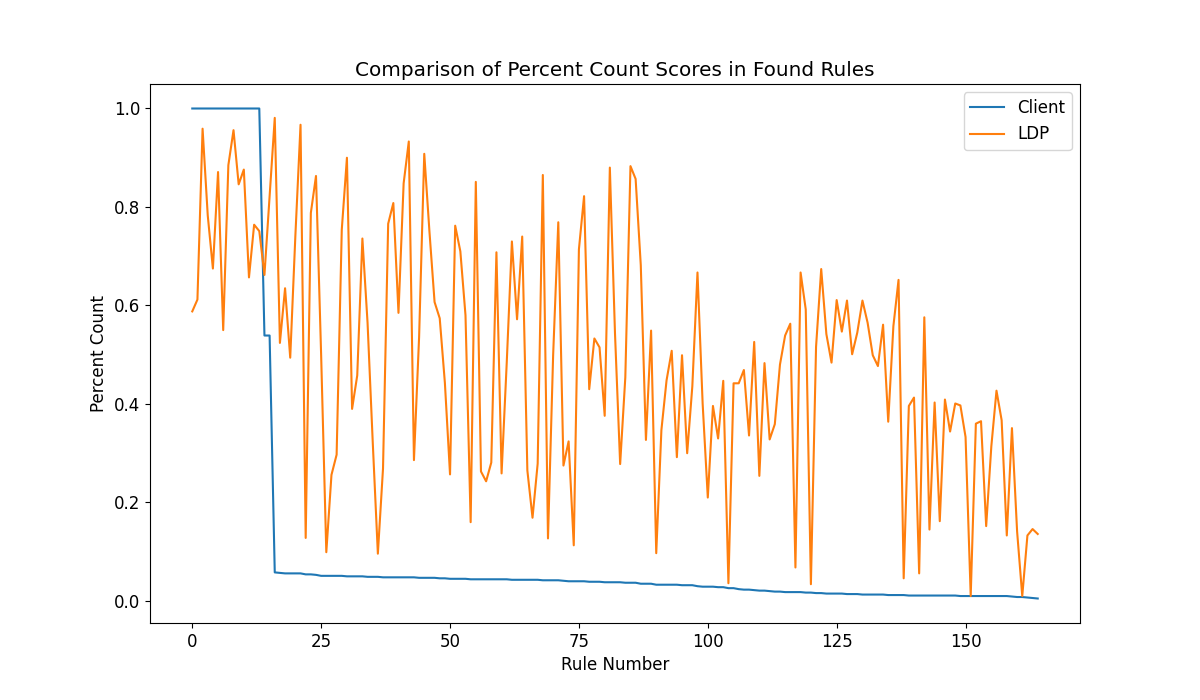 Comparison of Percent Count Scores in Found Rules
Client
LDP
1.0
0.8
0.6
0.4
0.2
0.0
Percent Count
0 25 50 75 100 125 150
Rule Number